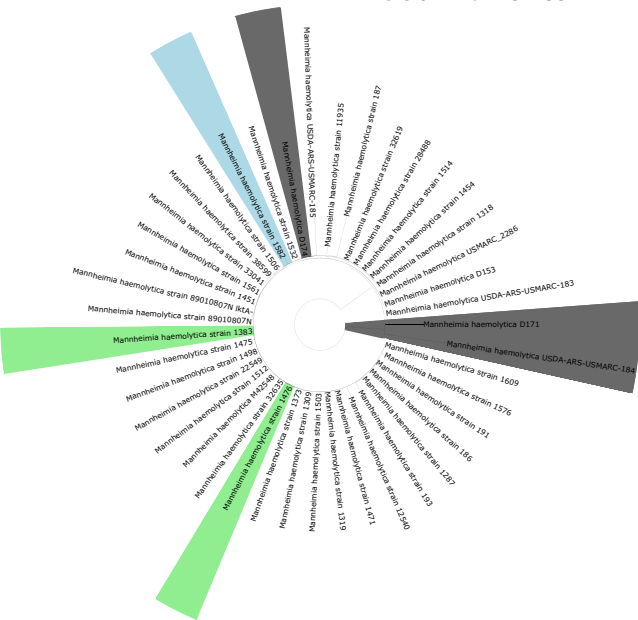 Mannheimia haemolytica USDA-ARS-USMARC-185
Mannheimia haemolytica strain 11935
Mannheimia haemolytica strain 187
Mannheimia haemolytica strain 32619
Mannheimia haemolytica strain 28488
Mannheimia haemolytica strain 1514
Mannheimia haemolytica strain 1454
Mannheimia haemolytica strain 1318
Mannheimia haemolytica USMARC_2286
Mannheimia haemolytica D153
Mannheimia haemolytica USDA-ARS-USMARC-183
Mannheimia haemolytica D171
Mannheimia haemolytica USDA-ARS-USMARC-184
Mannheimia haemolytica strain 1609
Mannheimia haemolytica strain 1576
Mannheimia haemolytica strain 191
Mannheimia haemolytica strain 186
Mannheimia haemolytica strain 1287
Mannheimia haemolytica strain 193
Mannheimia haemolytica strain 12540
Mannheimia haemolytica strain 1471
Mannheimia haemolytica strain 1319
Mannheimia haemolytica strain 1503
Mannheimia haemolytica strain 1309
Mannheimia haemolytica strain 1373
Mannheimia haemolytica strain 1476
Mannheimia haemolytica strain 32635
Mannheimia haemolytica M42548
Mannheimia haemolytica strain 1512
Mannheimia haemolytica strain 22549
Mannheimia haemolytica strain 1498
Mannheimia haemolytica strain 1475
Mannheimia haemolytica strain 1383
Mannheimia haemolytica strain 89010807N
Mannheimia haemolytica strain 89010807N lktA-
Mannheimia haemolytica strain 1451
Mannheimia haemolytica strain 1561
Mannheimia haemolytica strain 33041
Mannheimia haemolytica strain 38599
Mannheimia haemolytica strain 1506
Mannheimia haemolytica strain 1582
Mannheimia haemolytica strain 1532
Mannheimia haemolytica D174